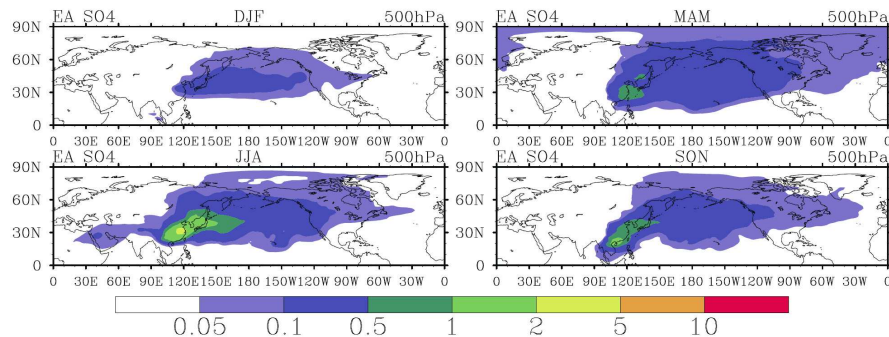 EA SO4 DJF 500hPa
90N
60N
30N
0
0 30E 60E 90E 120E 150E 180 150W 120W 90W 60W 30W 0
EA SO4 MAM 500hPa
90N
60N
30N
0
0 30E 60E 90E 120E 150E 180 150W 120W 90W 60W 30W 0
EA SO4 JJA 500hPa
90N
60N
30N
0
0 30E 60E 90E 120E 150E 180 150W 120W 90W 60W 30W 0
EA SO4 SON 500hPa
90N
60N
30N
0
0 30E 60E 90E 120E 150E 180 150W 120W 90W 60W 30W 0
0.05 0.1 0.5 1 2 5 10